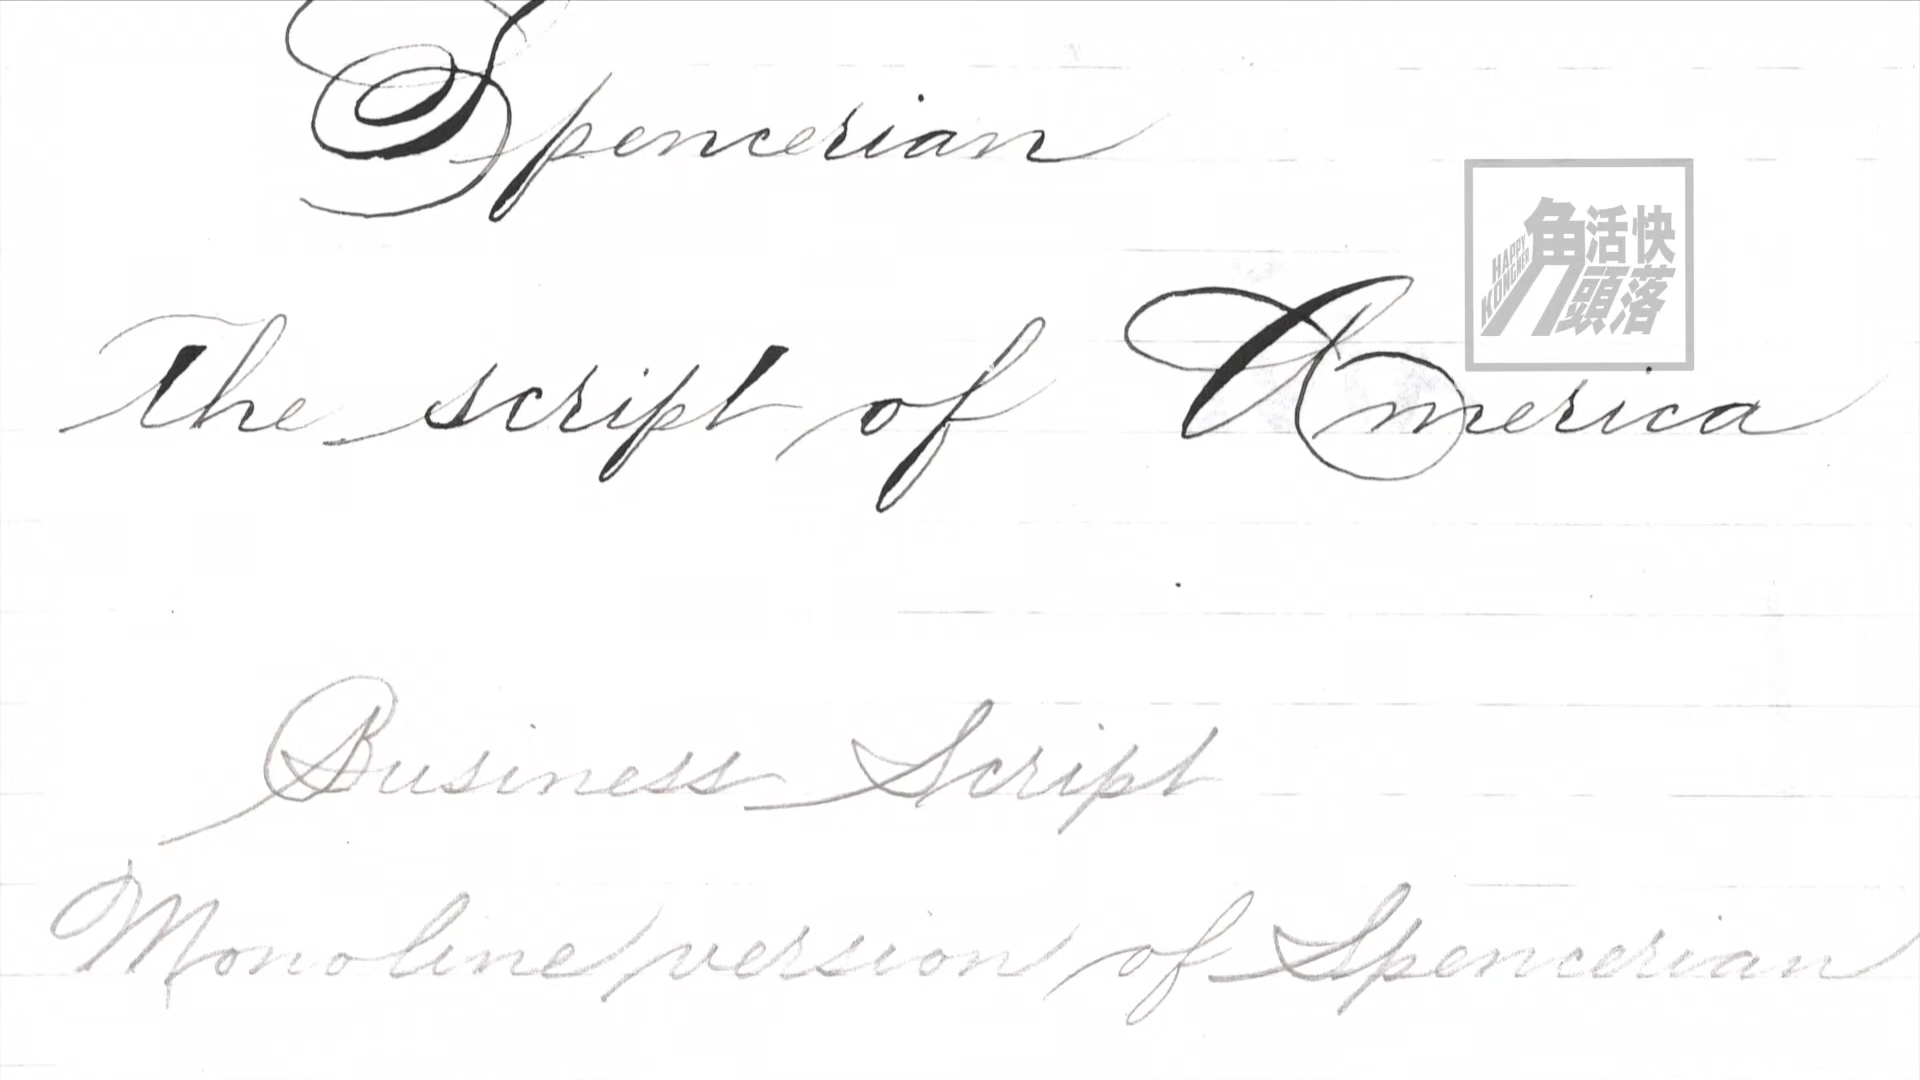 Spencerian
The script of America
快活
落頭角
HAPPY
KONGNER
Business Script
Monoline version of Spencerian